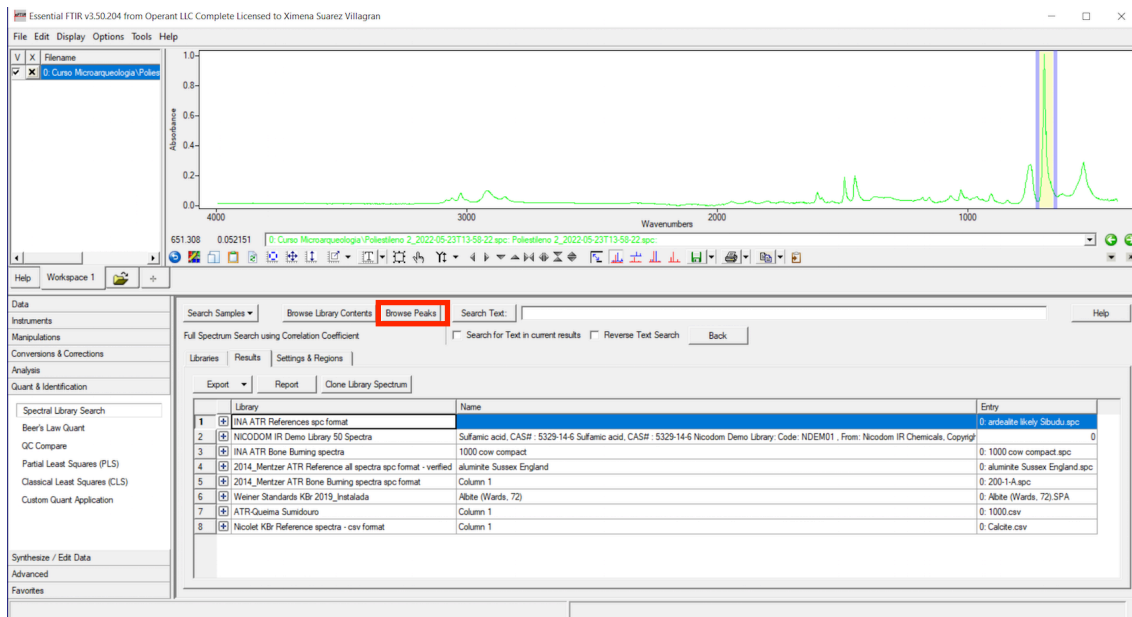 Essential FTIR v3.50.204 from Operant LLC Complete Licensed to Ximena Suarez Villagran
File Edit Display Options Tools Help
V X Filename
0: Curso Microarqueologia\Polies
1.0
0.8
0.6
0.4
0.2
0.0
Absorbance
4000 3000 2000 1000
Wavenumbers
651.308 0.052151 0: Curso Microarqueologia\Poliestileno 2_2022-05-23T13-58-22.spc: Poliestileno 2_2022-05-23T13-58-22.spc
Help Workspace 1
Data
Instruments
Manipulations
Conversions & Corrections
Analysis
Quant & Identification
Spectral Library Search
Beer's Law Quant
QC Compare
Partial Least Squares (PLS)
Classical Least Squares (CLS)
Custom Quant Application
Synthesize / Edit Data
Advanced
Favorites
Search Samples Browse Library Contents Browse Peaks Search Text: Help
Full Spectrum Search using Correlation Coefficient Search for Text in current results Reverse Text Search Back
Libraries Results Settings & Regions
Export Report Clone Library Spectrum
Library Name Entry
1 INA ATR References spc format 0: ardealite likely Sibudu.spc
2 NICODOM IR Demo Library 50 Spectra Sulfamic acid, CAS# : 5329-14-6 Sulfamic acid, CAS# : 5329-14-6 Nicodom Demo Library: Code: NDEM01 , From: Nicodom IR Chemicals, Copyrigh 0
3 INA ATR Bone Burning spectra 1000 cow compact 0: 1000 cow compact.spc
4 2014_Mentzer ATR Reference all spectra spc format - verified aluminite Sussex England 0: aluminite Sussex England.spc
5 2014_Mentzer ATR Bone Burning spectra spc format Column 1 0: 200-1-A.spc
6 Weiner Standards KBr 2019_Instalada Albite (Wards, 72) 0: Albite (Wards, 72).SPA
7 ATR-Queima Sumidouro Column 1 0: 1000.csv
8 Nicolet KBr Reference spectra - csv format Column 1 0: Calcite.csv